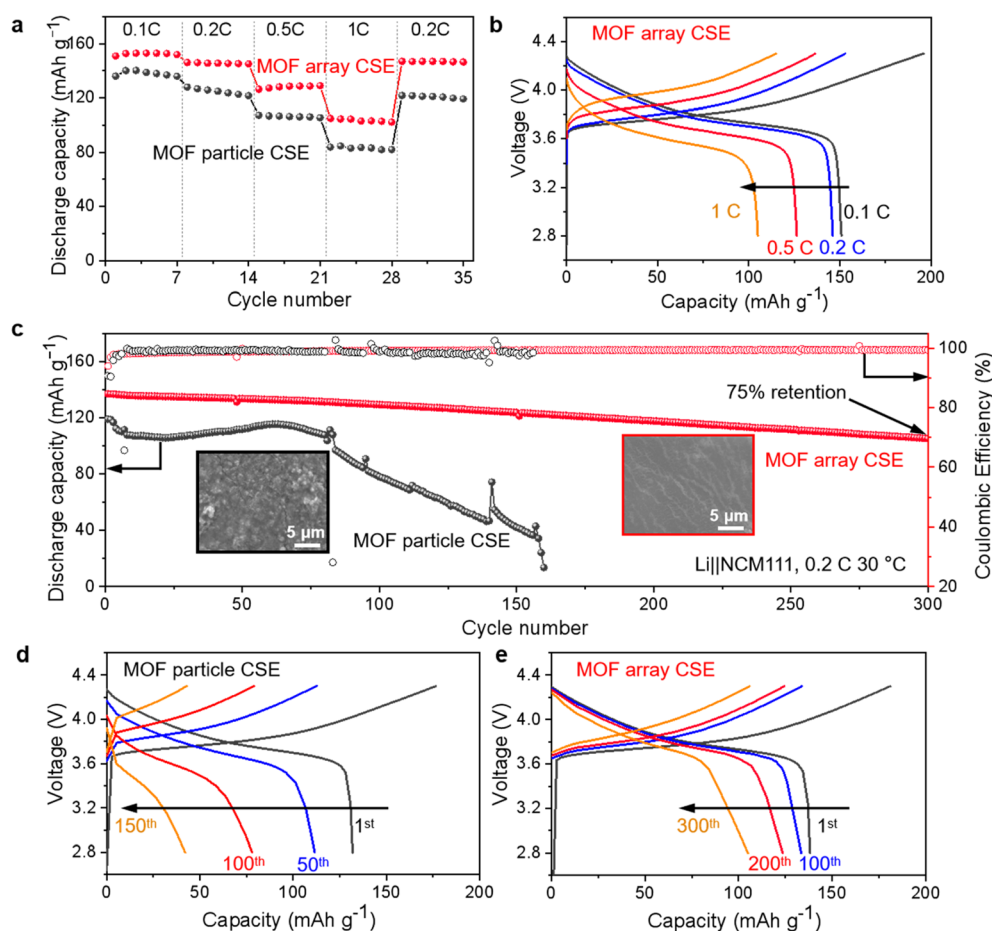 a
0.1C 0.2C 0.5C 1C 0.2C
MOF array CSE
MOF particle CSE
Discharge capacity (mAh g⁻¹)
160
120
80
40
0
0 7 14 21 28 35
Cycle number
b
MOF array CSE
Voltage (V)
4.4
4.0
3.6
3.2
2.8
1 C
0.5 C
0.2 C
0.1 C
0 50 100 150 200
Capacity (mAh g⁻¹)
c
Discharge capacity (mAh g⁻¹)
160
120
80
40
0
100
80
60
40
20
Coulombic Efficiency (%)
75% retention
MOF array CSE
5 μm
5 μm
MOF particle CSE
Li||NCM111, 0.2 C 30 °C
0 50 100 150 200 250 300
Cycle number
d
MOF particle CSE
Voltage (V)
4.4
4.0
3.6
3.2
2.8
150th
100th
50th
1st
0 50 100 150 200
Capacity (mAh g⁻¹)
e
MOF array CSE
Voltage (V)
4.4
4.0
3.6
3.2
2.8
300th
200th
100th
1st
0 50 100 150 200
Capacity (mAh g⁻¹)